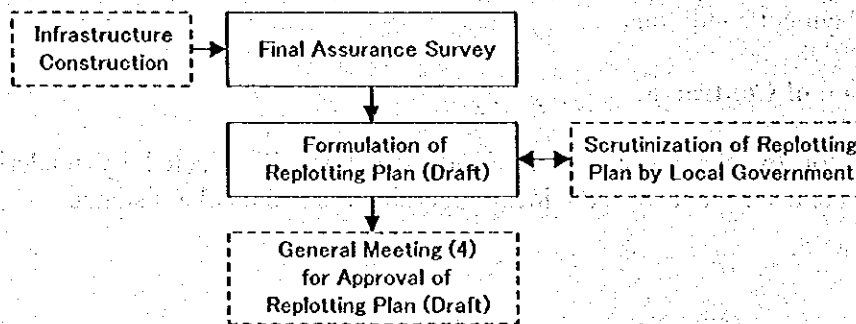 Infrastructure
Construction
Final Assurance Survey
Formulation of
Replotting Plan (Draft)
Scrutinization of Replotting
Plan by Local Government
General Meeting (4)
for Approval of
Replotting Plan (Draft)